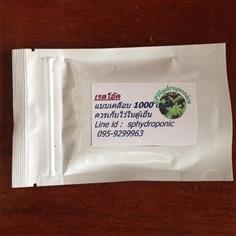 PHydroponics
เรดโอ๊ค
แบบเคลือบ 1000
ควรเก็บไว้ในตู้เย็น
Line id : sphydroponic
095-9299963